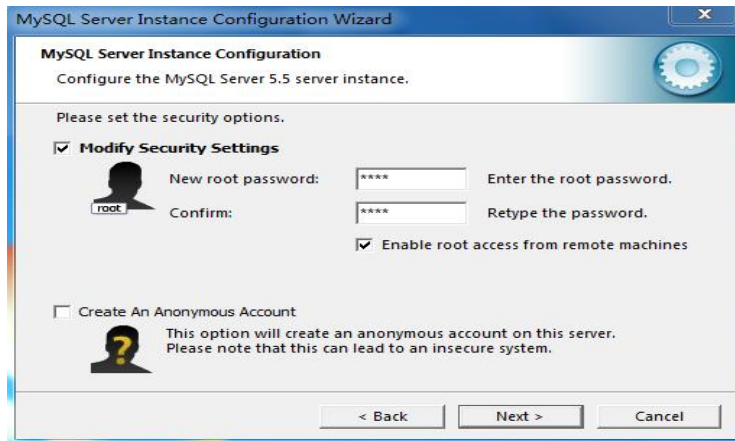 MySQL Server Instance Configuration Wizard
x
MySQL Server Instance Configuration
Configure the MySQL Server 5.5 server instance.
Please set the security options.
Modify Security Settings
New root password: **** Enter the root password.
root
Confirm: **** Retype the password.
Enable root access from remote machines
Create An Anonymous Account
This option will create an anonymous account on this server.
Please note that this can lead to an insecure system.
?
< Back Next > Cancel